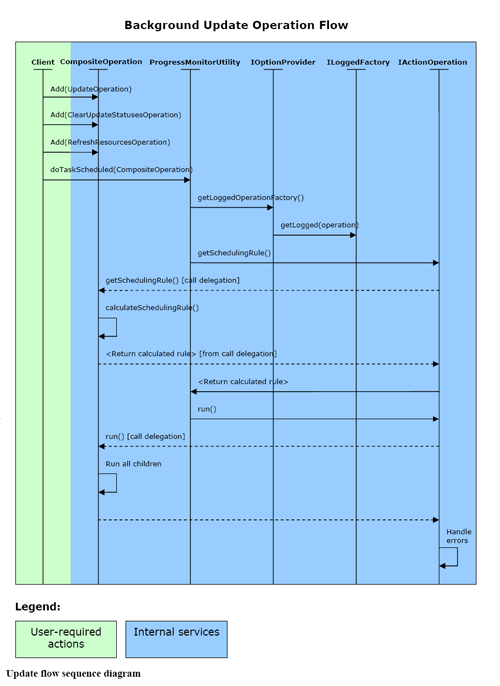 Background Update Operation Flow
Client CompositeOperation ProgressMonitorUtility IOptionProvider ILoggedFactory IActionOperation
Add(UpdateOperation)
Add(ClearUpdateStatusesOperation)
Add(RefreshResourcesOperation)
doTaskScheduled(CompositeOperation)
getLoggedOperationFactory()
getLogged(operation)
getSchedulingRule()
getSchedulingRule() [call delegation]
calculateSchedulingRule()
<Return calculated rule> [from call delegation]
<Return calculated rule>
run()
run() [call delegation]
Run all children
Handle
errors
Legend:
User-required
actions
Internal services
Update flow sequence diagram